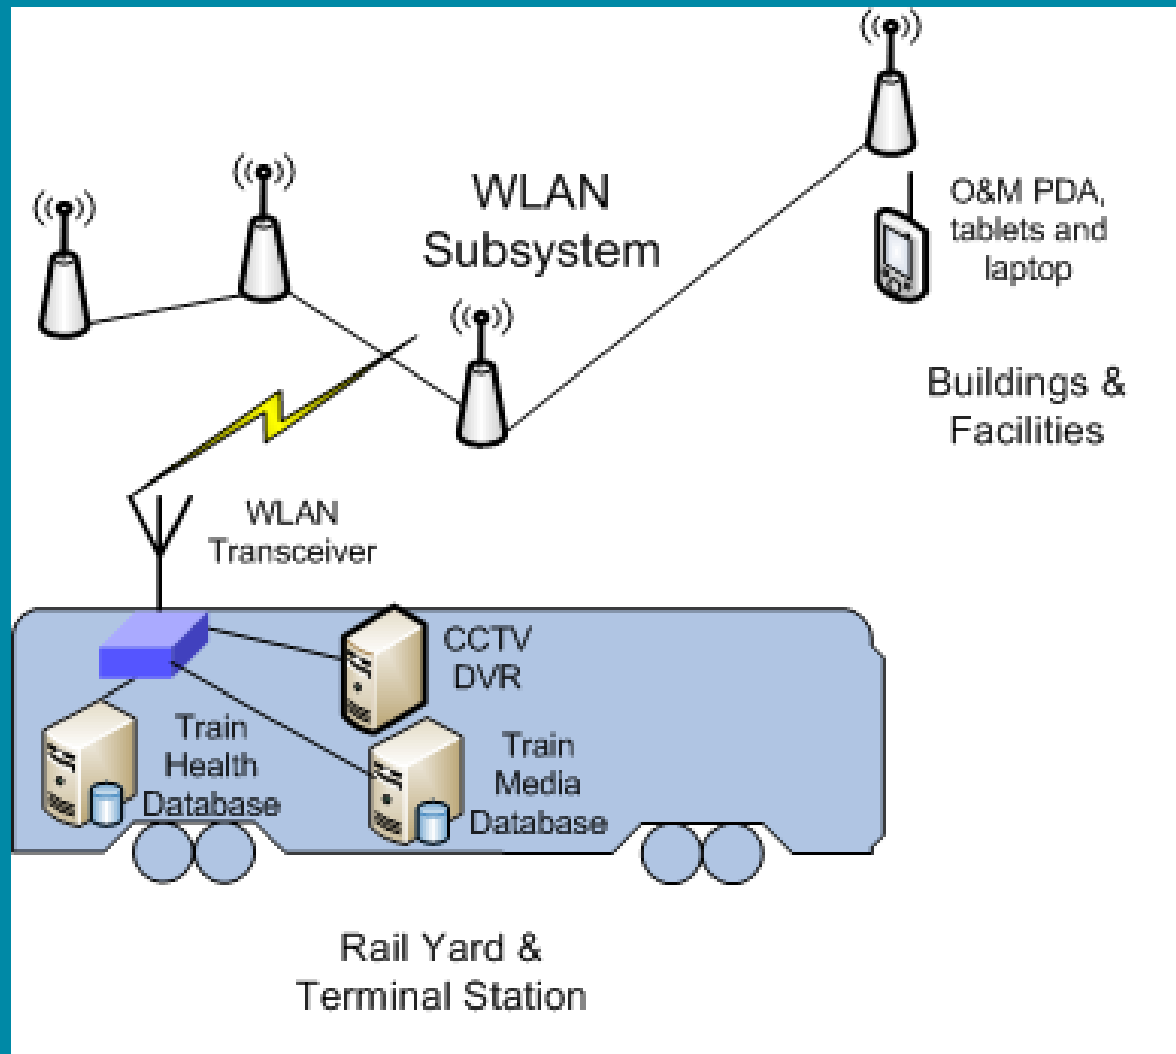 WLAN
Subsystem
O&M PDA,
tablets and
laptop
Buildings &
Facilities
WLAN
Transceiver
CCTV
DVR
Train
Health
Database
Train
Media
Database
Rail Yard &
Terminal Station